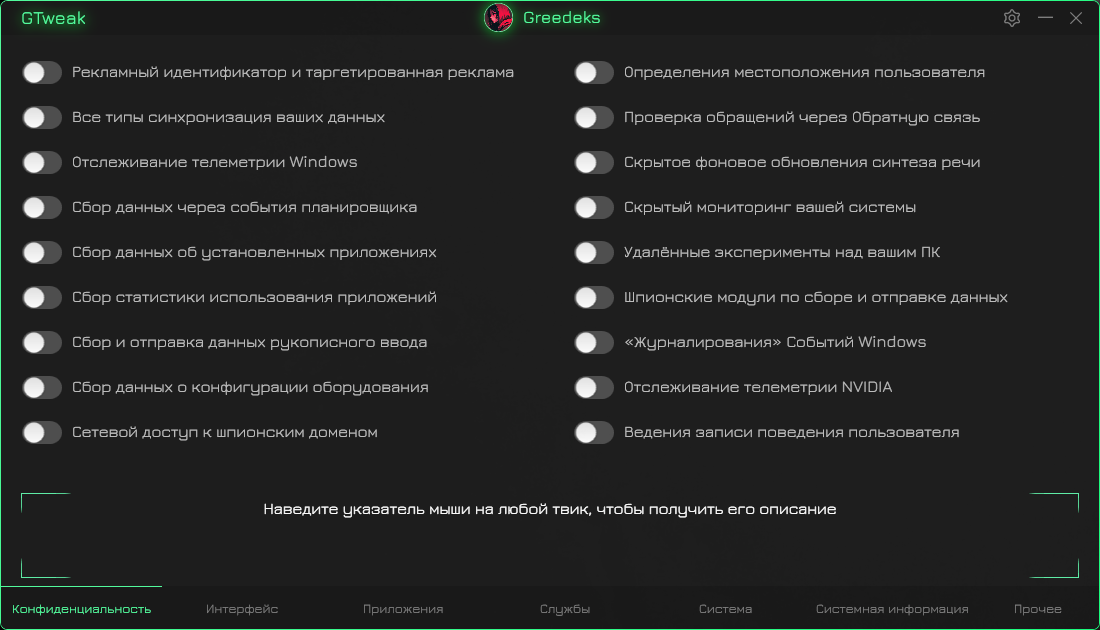 GTweak
Greedeks
Рекламный идентификатор и таргетированная реклама
Определения местоположения пользователя
Все типы синхронизация ваших данных
Проверка обращений через Обратную связь
Отслеживание телеметрии Windows
Скрытое фоновое обновления синтеза речи
Сбор данных через события планировщика
Скрытый мониторинг вашей системы
Сбор данных об установленных приложениях
Удалённые эксперименты над вашим ПК
Сбор статистики использования приложений
Шпионские модули по сборе и отправке данных
Сбор и отправка данных рукописного ввода
«Журналирования» Событий Windows
Сбор данных о конфигурации оборудования
Отслеживание телеметрии NVIDIA
Сетевой доступ к шпионским доменом
Ведения записи поведения пользователя
Наведите указатель мыши на любой твик, чтобы получить его описание
Конфиденциальность
Интерфейс
Приложения
Службы
Система
Системная информация
Прочее